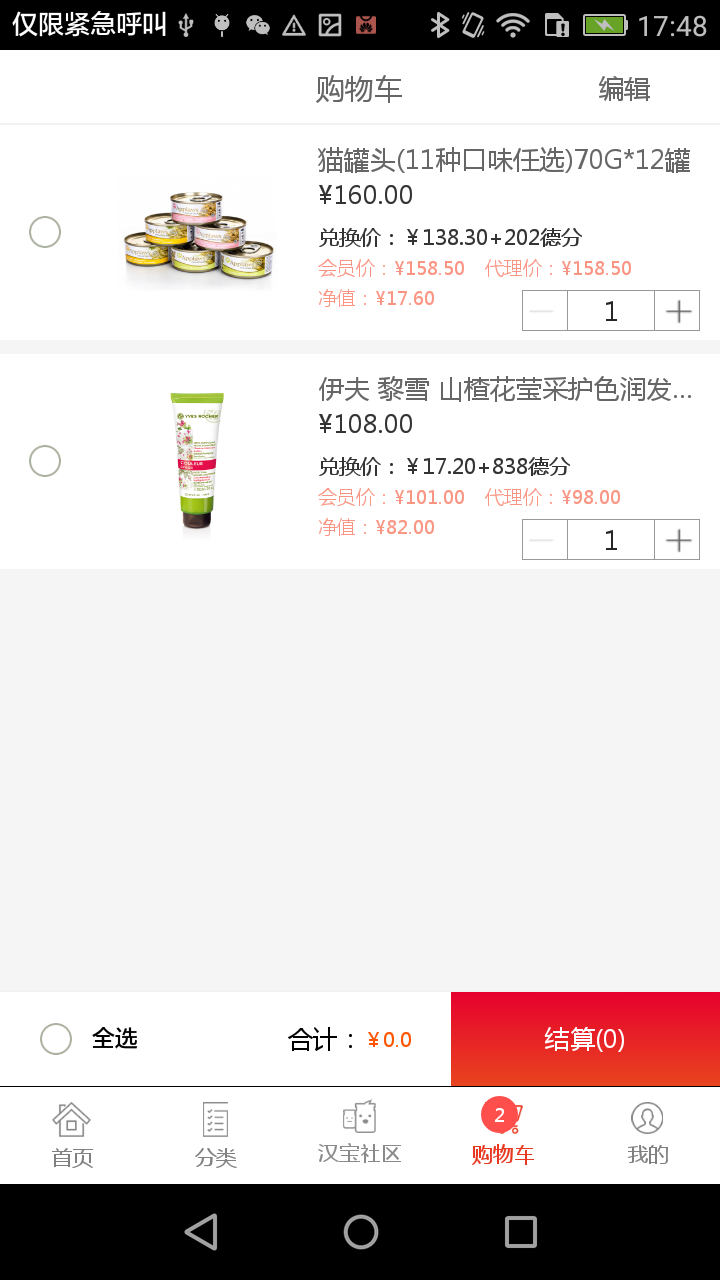 仅限紧急呼叫 17:48
购物车 编辑
猫罐头(11种口味任选)70G*12罐
¥160.00
兑换价：￥138.30+202德分
会员价：¥158.50 代理价：¥158.50
净值：¥17.60
1
伊夫 黎雪 山楂花莹采护色润发...
¥108.00
兑换价：￥17.20+838德分
会员价：¥101.00 代理价：¥98.00
净值：¥82.00
1
YVES ROCHER
COULEUR
全选 合计：￥0.0 结算(0)
2
首页 分类 汉宝社区 购物车 我的